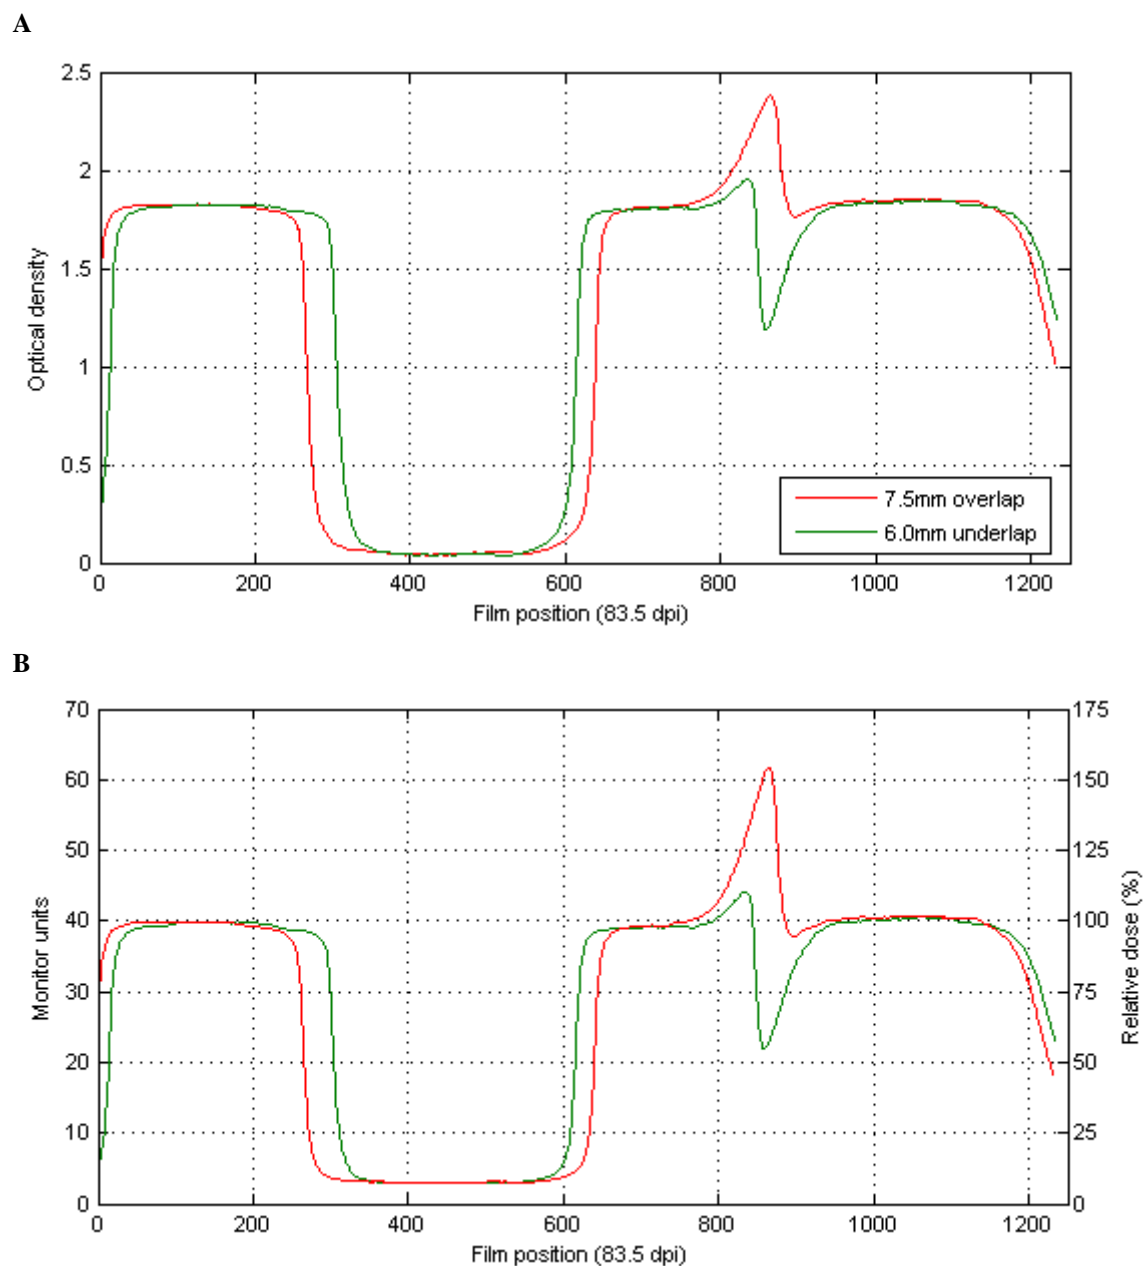 A
2.5
2
1.5
1
0.5
0
Optical density
7.5mm overlap
6.0mm underlap
0 200 400 600 800 1000 1200
Film position (83.5 dpi)
B
70 175
60 150
50 125
40 100
30 75
20 50
10 25
0 0
Monitor units
Relative dose (%)
0 200 400 600 800 1000 1200
Film position (83.5 dpi)